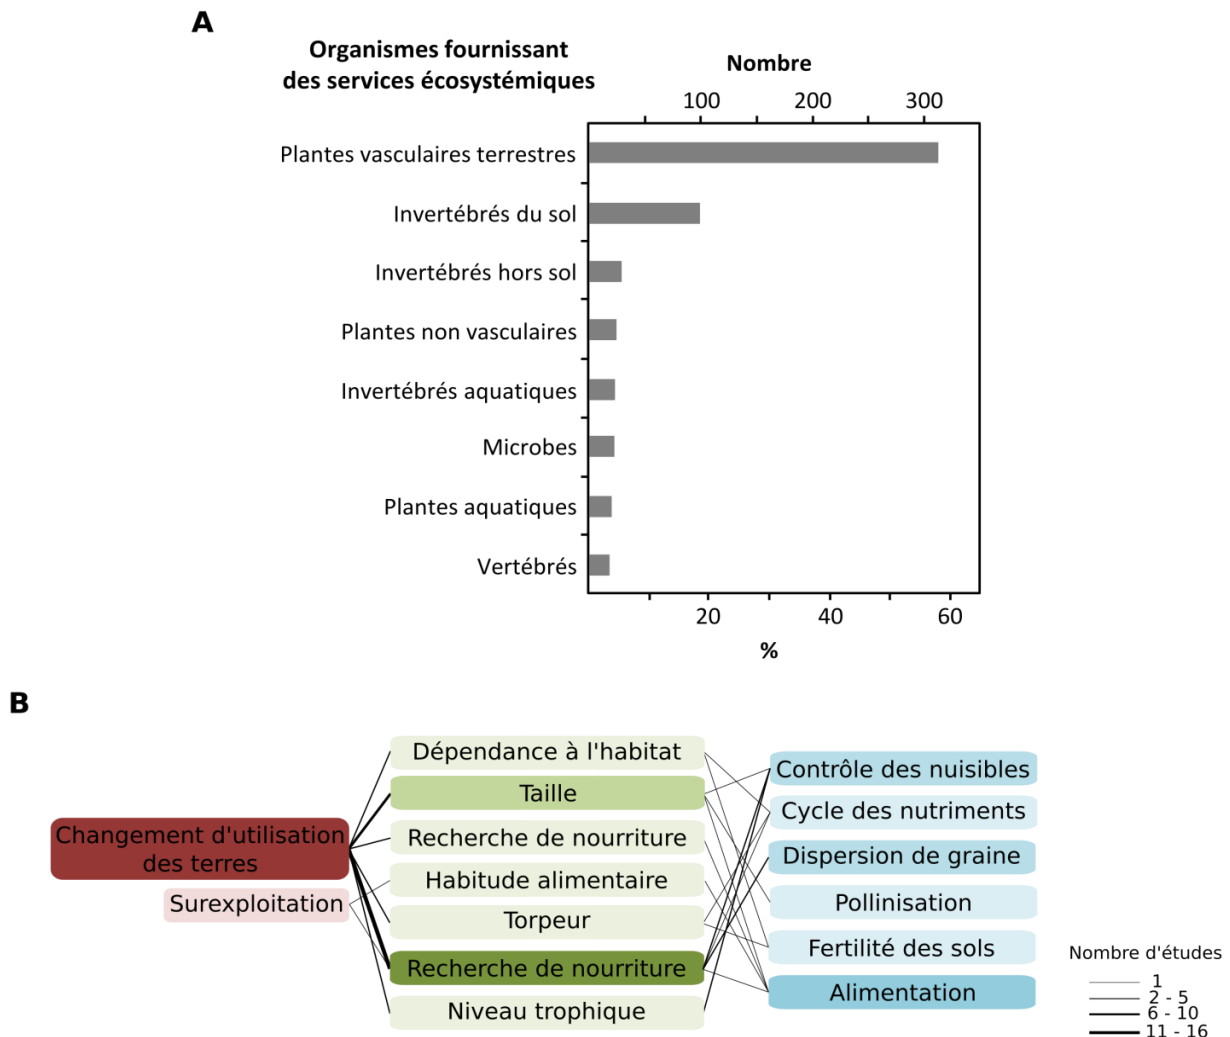 A
Organismes fournissant
des services écosystémiques
Nombre
100 200 300
Plantes vasculaires terrestres
Invertébrés du sol
Invertébrés hors sol
Plantes non vasculaires
Invertébrés aquatiques
Microbes
Plantes aquatiques
Vertébrés
20 40 60
%
B
Changement d'utilisation
des terres
Surexploitation
Dépendance à l'habitat
Taille
Recherche de nourriture
Habitude alimentaire
Torpeur
Recherche de nourriture
Niveau trophique
Contrôle des nuisibles
Cycle des nutriments
Dispersion de graine
Pollinisation
Fertilité des sols
Alimentation
Nombre d'études
1
2 - 5
6 - 10
11 - 16